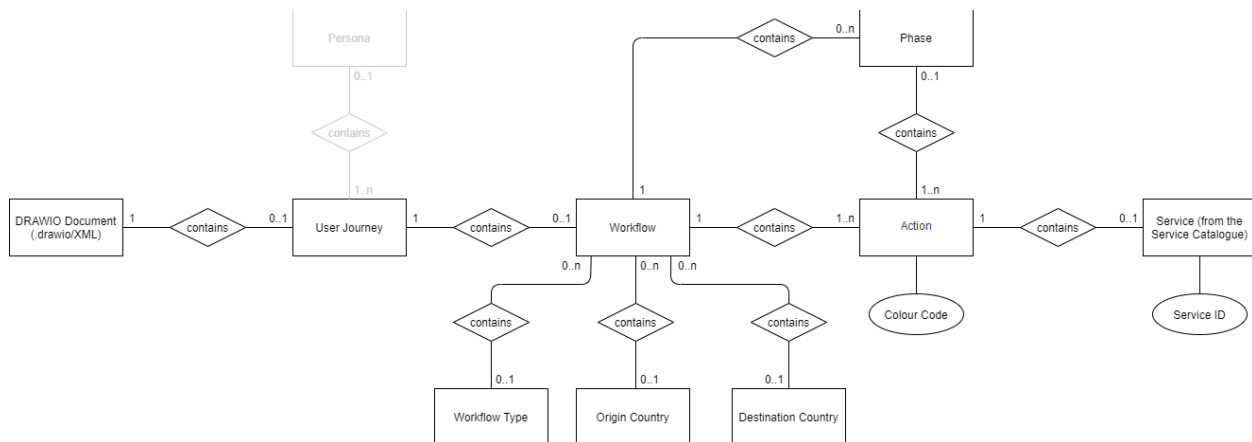 contains
1
0..n
Persona
Phase
0..1
0..1
contains
contains
1..n
1
1..n
DRAWIO Document
(.drawio/XML)
1
contains
0..1
User Journey
1
contains
0..1
Workflow
1
contains
1..n
Action
1
contains
0..1
Service (from the
Service Catalogue)
0..n
0..n
0..n
Colour Code
Service ID
contains
contains
contains
0..1
0..1
0..1
Workflow Type
Origin Country
Destination Country